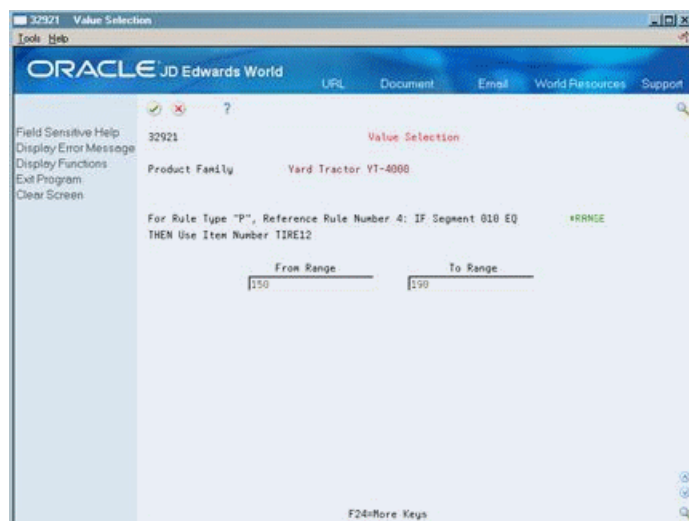 32921 Value Selection
Tools Help
ORACLE JD Edwards World
URL Document Email World Resources Support
Field Sensitive Help
Display Error Message
Display Functions
Exit Program
Clear Screen
32921 Value Selection
Product Family Yard Tractor YT-4000
For Rule Type "P", Reference Rule Number 4: IF Segment 010 EQ *RANGE
THEN Use Item Number TIRE12
From Range To Range
150 190
F24=More Keys